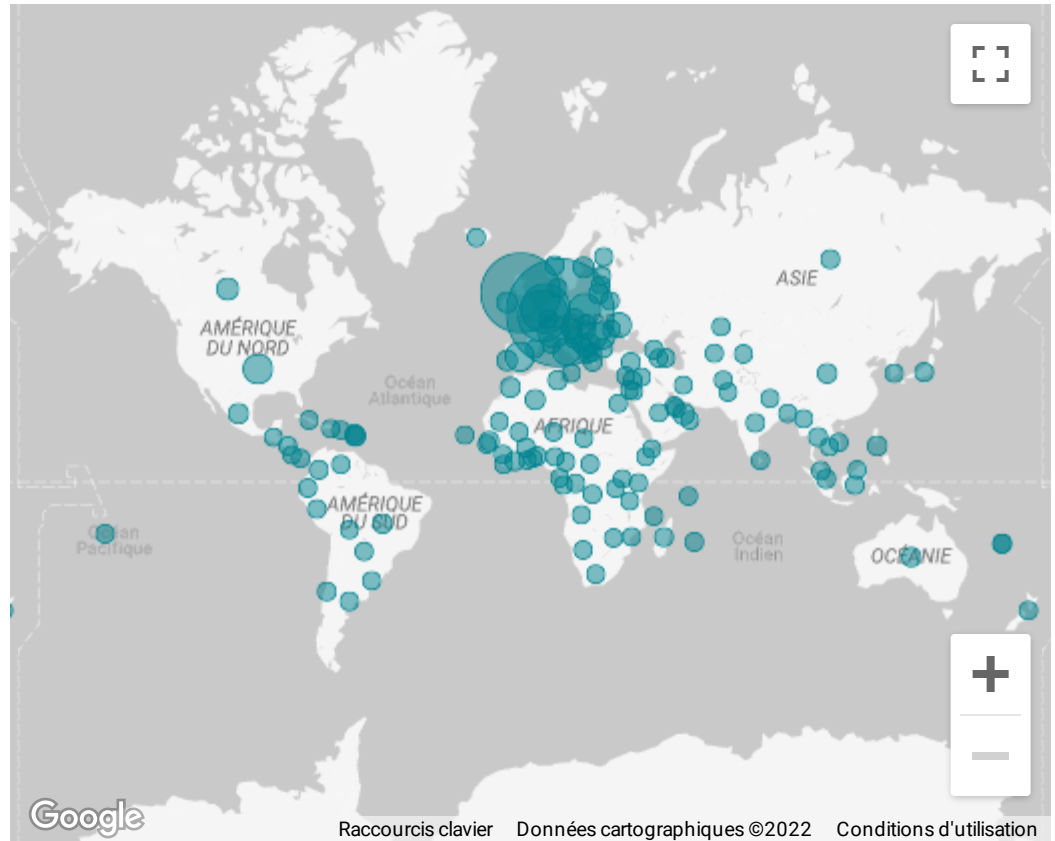 ASIE
AMÉRIQUE
DU NORD
Océan
Atlantique
AFRIQUE
AMÉRIQUE
DU SUD
Océan
Pacifique
Océan
Indien
OCÉANIE
Google
Raccourcis clavier Données cartographiques ©2022 Conditions d'utilisation